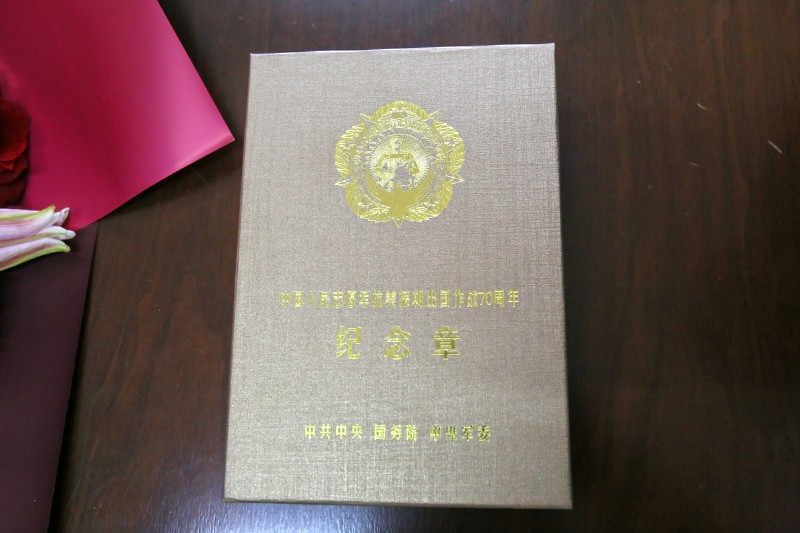 中国人民志愿军抗美援朝出国作战70周年
纪念章
中共中央 国务院 中央军委